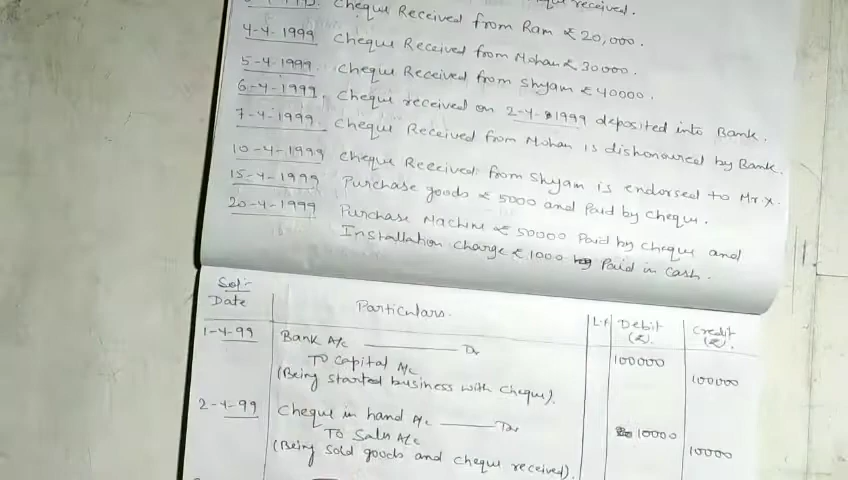 received.
Cheque Received from Ram ₹ 20,000.
4-4-1999 Cheque Received from Mohan ₹ 30000.
5-4-1999. Cheque Received from Shyam ₹ 40000.
6-4-1999. Cheque received on 2-4-1999 deposited into Bank.
7-4-1999 Cheque Received from Mohan is dishonoured by Bank.
10-4-1999 Cheque Received from Shyam is endorsed to Mr. X.
15-4-1999 Purchase goods ₹ 5000 and Paid by Cheque.
20-4-1999 Purchase Machine ₹ 50000 Paid by Cheque and
Installation Charge ₹ 1000 Paid in Cash.
Sol:-
Date Particulars. L.F Debit (₹). Credit (₹).
1-4-99 Bank A/c Dr 100000
To Capital A/c 100000
(Being started business with Cheque).
2-4-99 Cheque in hand A/c Dr 10000
To Sales A/c 10000
(Being sold goods and Cheque received).